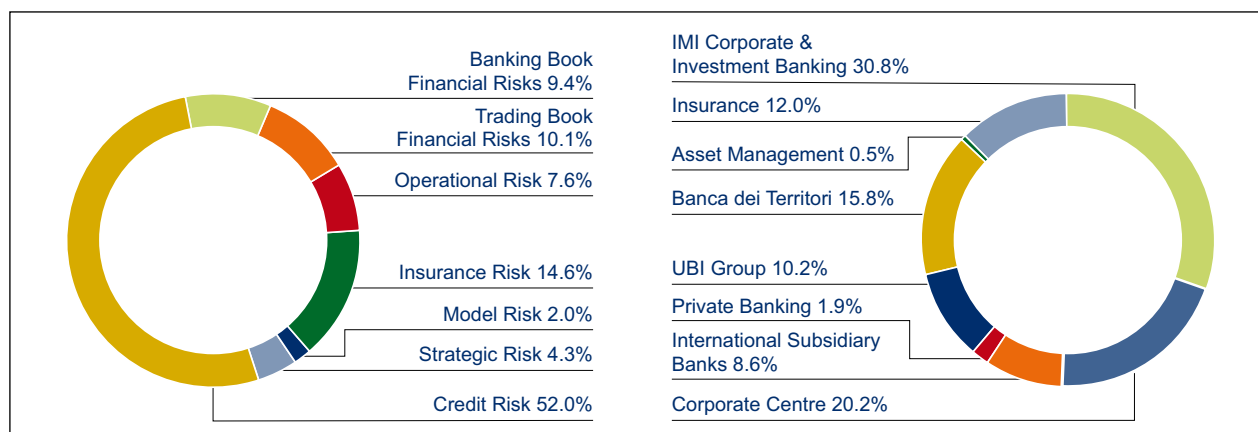 Banking Book
Financial Risks 9.4%
Trading Book
Financial Risks 10.1%
Operational Risk 7.6%
Insurance Risk 14.6%
Model Risk 2.0%
Strategic Risk 4.3%
Credit Risk 52.0%
IMI Corporate &
Investment Banking 30.8%
Insurance 12.0%
Asset Management 0.5%
Banca dei Territori 15.8%
UBI Group 10.2%
Private Banking 1.9%
International Subsidiary
Banks 8.6%
Corporate Centre 20.2%